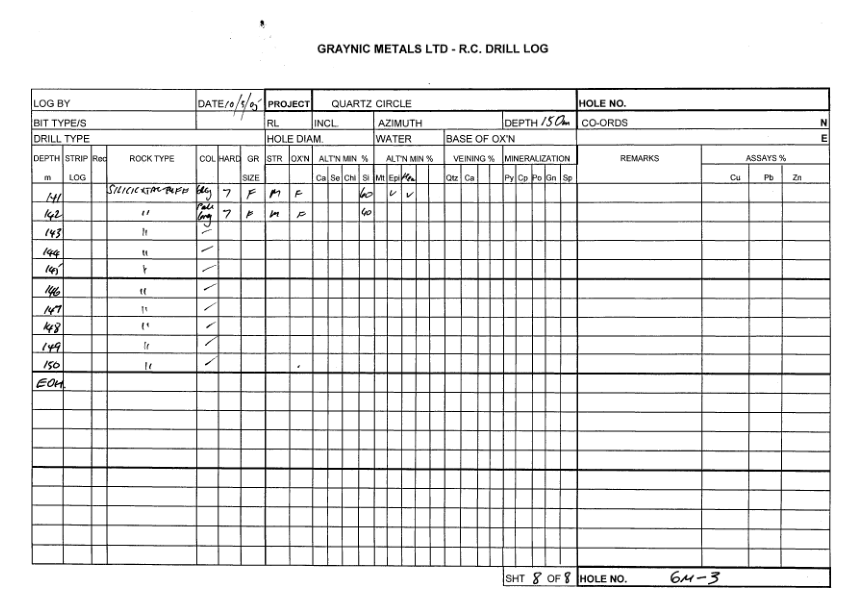 GRAYNIC METALS LTD - R.C. DRILL LOG
LOG BY DATE 10/3/05 PROJECT QUARTZ CIRCLE HOLE NO.
BIT TYPE/S RL INCL. AZIMUTH DEPTH 150m CO-ORDS N
DRILL TYPE HOLE DIAM. WATER BASE OF OX'N E
DEPTH STRIP Rec ROCK TYPE COL HARD GR STR OX'N ALT'N MIN % ALT'N MIN % VEINING % MINERALIZATION REMARKS ASSAYS %
m LOG SIZE Ca Se Chl Si Mt Epi Hem Qtz Ca Py Cp Po Gn Sp Cu Pb Zn
141 7 F M F 60 ✓ ✓
142 " Pale Grey 7 F M F 60
143 "
144 "
145 "
146 "
147 "
148 "
149 "
150 "
EOH
SHT 8 OF 8 HOLE NO. GM-3